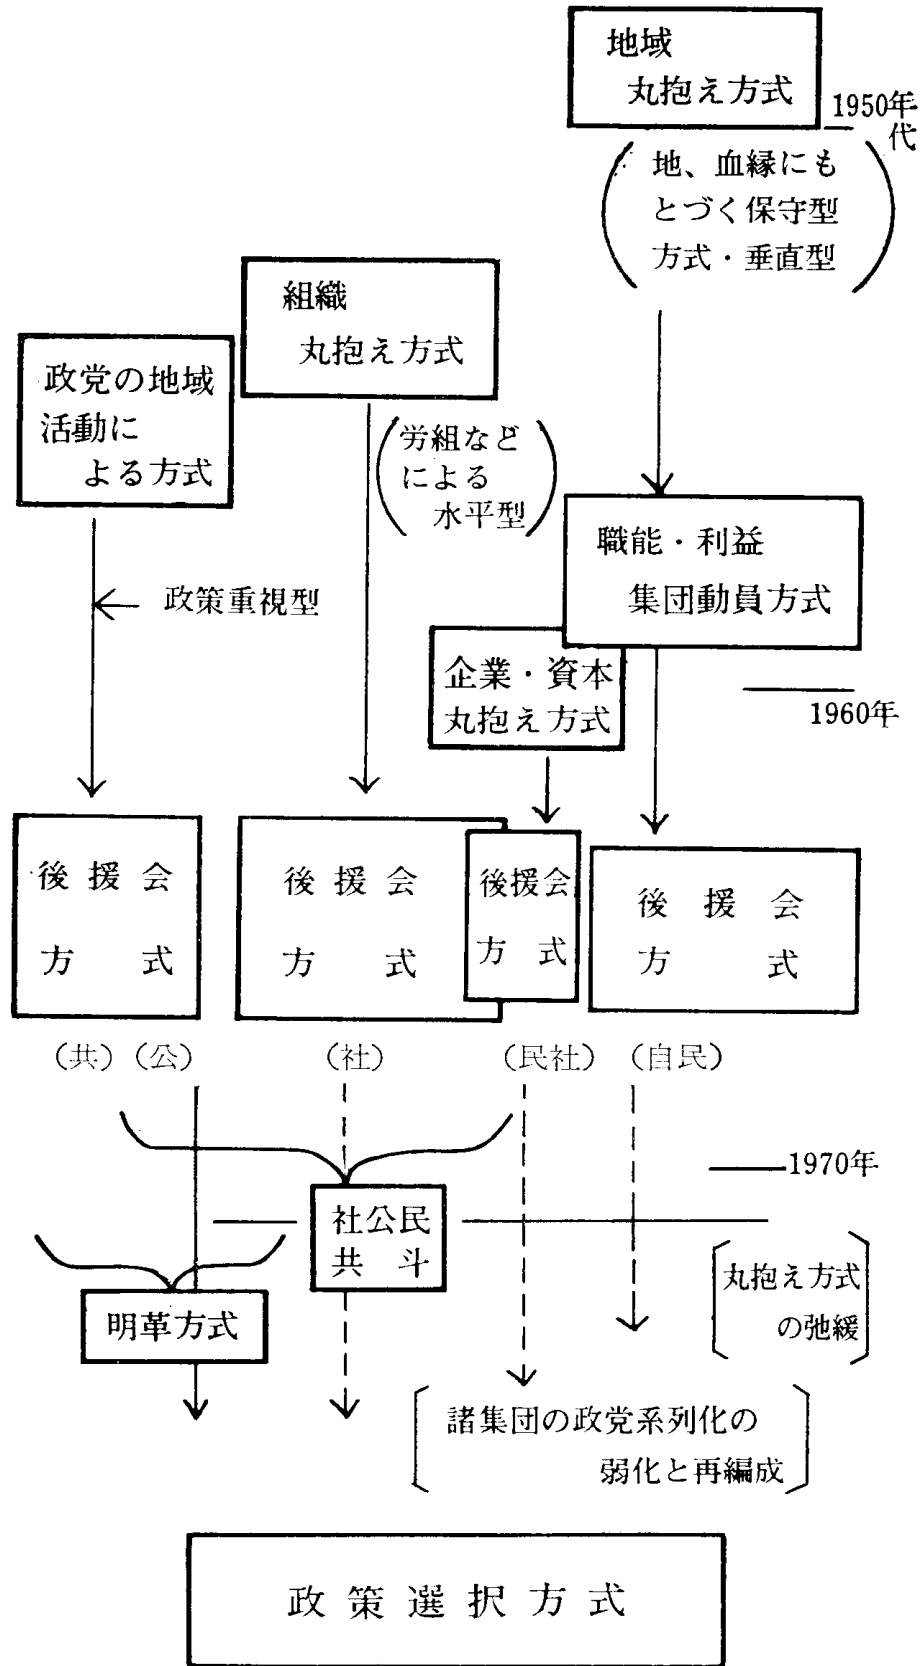 地域
丸抱え方式
1950年
代
地、血縁にも
とづく保守型
方式・垂直型
組織
丸抱え方式
政党の地域
活動に
よる方式
労組など
による
水平型
政策重視型
職能・利益
集団動員方式
企業・資本
丸抱え方式
1960年
後援会
方式
後援会
方式
後援会
方式
後援会
方式
(共)(公)
(社)
(民社)
(自民)
1970年
社公民
共斗
明革方式
丸抱え方式
の弛緩
諸集団の政党系列化の
弱化と再編成
政策選択方式